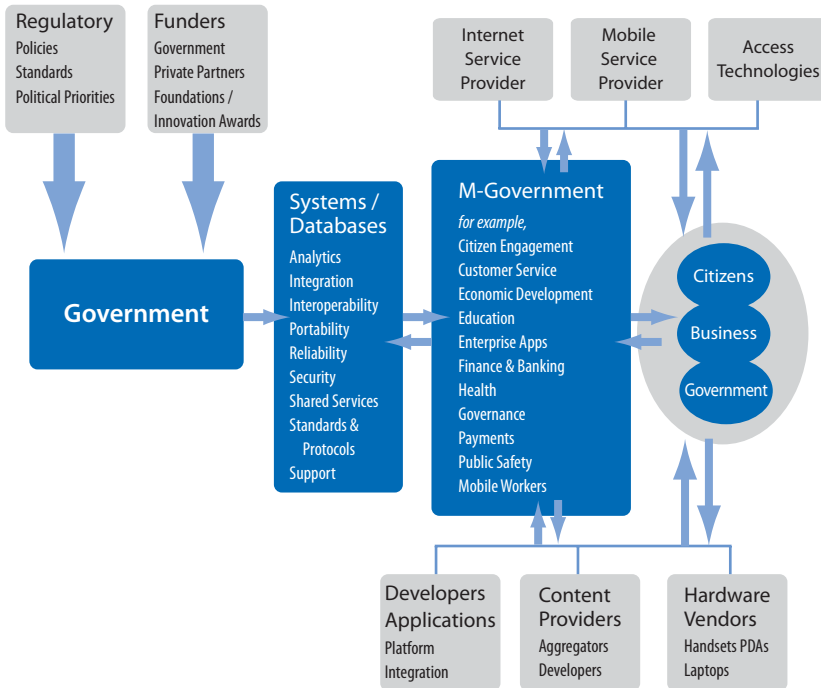 Regulatory
Policies
Standards
Political Priorities
Funders
Government
Private Partners
Foundations /
Innovation Awards
Internet
Service
Provider
Mobile
Service
Provider
Access
Technologies
Government
Systems /
Databases
Analytics
Integration
Interoperability
Portability
Reliability
Security
Shared Services
Standards &
Protocols
Support
M-Government
for example,
Citizen Engagement
Customer Service
Economic Development
Education
Enterprise Apps
Finance & Banking
Health
Governance
Payments
Public Safety
Mobile Workers
Citizens
Business
Government
Developers
Applications
Platform
Integration
Content
Providers
Aggregators
Developers
Hardware
Vendors
Handsets PDAs
Laptops